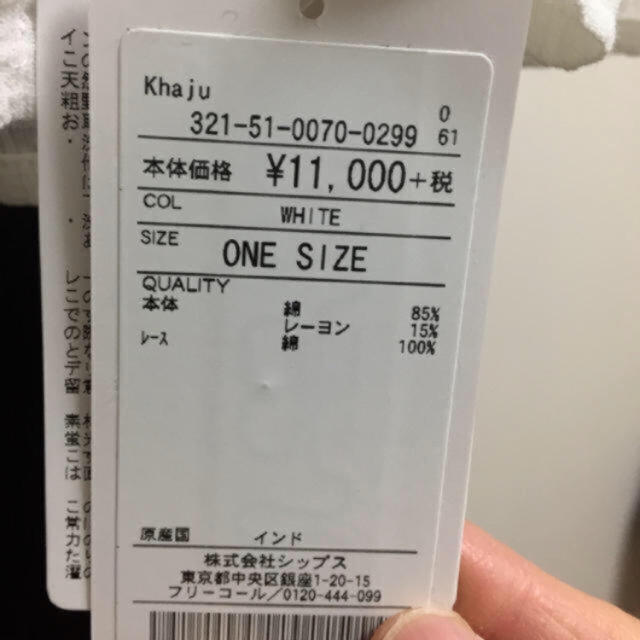 Khaju
321-51-0070-0299 0
61
本体価格 ¥11,000+税
COL WHITE
SIZE ONE SIZE
QUALITY
本体 綿 85%
レーヨン 15%
レース 綿 100%
原産国 インド
株式会社シップス
東京都中央区銀座1-20-15
フリーコール/0120-444-099